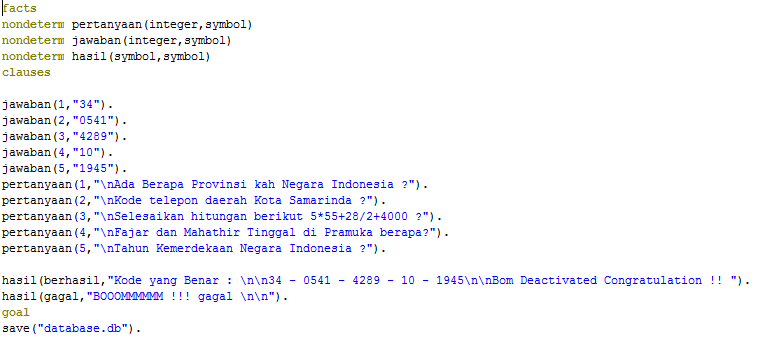 facts
nondeterm pertanyaan(integer,symbol)
nondeterm jawaban(integer,symbol)
nondeterm hasil(symbol,symbol)
clauses
jawaban(1,"34").
jawaban(2,"0541").
jawaban(3,"4289").
jawaban(4,"10").
jawaban(5,"1945").
pertanyaan(1,"\nAda Berapa Provinsi kah Negara Indonesia ?").
pertanyaan(2,"\nKode telepon daerah Kota Samarinda ?").
pertanyaan(3,"\nSelesaikan hitungan berikut 5*55+28/2+4000 ?").
pertanyaan(4,"\nFajar dan Mahathir Tinggal di Pramuka berapa?").
pertanyaan(5,"\nTahun Kemerdekaan Negara Indonesia ?").
hasil(berhasil,"Kode yang Benar : \n\n34 - 0541 - 4289 - 10 - 1945\n\nBom Deactivated Congratulation !! ").
hasil(gagal,"BOOOMMMMMM !!! gagal \n\n").
goal
save("database.db").